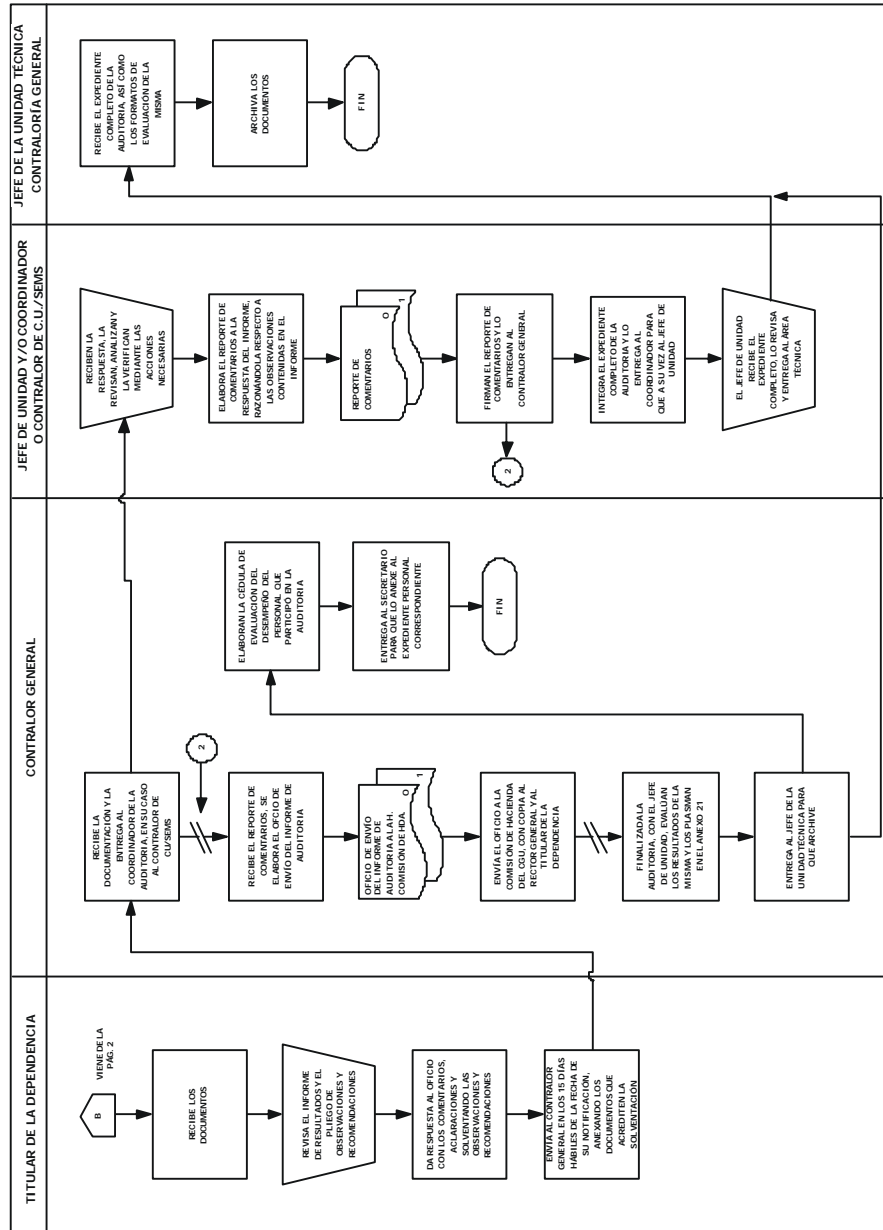 TITULAR DE LA DEPENDENCIA
B
VIENE DE LA
PÁG. 2
RECIBE LOS
DOCUMENTOS
REVISA EL INFORME
DE RESULTADOS Y EL
PLIEGO DE
OBSERVACIONES Y
RECOMENDACIONES
DA RESPUESTA AL OFICIO
CON LOS COMENTARIOS,
ACLARACIONES Y
SOLVENTANDO LAS
OBSERVACIONES Y
RECOMENDACIONES
ENVÍA AL CONTRALOR
GENERAL EN LOS 15 DÍAS
HÁBILES DE LA FECHA DE
SU NOTIFICACIÓN,
ANEXANDO LOS
DOCUMENTOS QUE
ACREDITEN LA
SOLVENTACIÓN
CONTRALOR GENERAL
RECIBE LA
DOCUMENTACIÓN Y LA
ENTREGA AL
COORDINADOR DE LA
AUDITORIA, EN SU CASO
AL CONTRALOR DE
CU/SEMS
2
RECIBE EL REPORTE DE
COMENTARIOS, SE
ELABORA EL OFCIO DE
ENVÍO DEL INFORME DE
AUDITORIA
OFICIO DE ENVÍO
DEL INFORME DE
AUDITORIA A LA H.
COMISIÓN DE HDA.
O
1
ENVÍA EL OFICIO A LA
COMISIÓN DE HACIENDA
DEL CGU, CON COPIA AL
RECTOR GENERAL Y AL
TITULAR DE LA
DEPENDENCIA
FINALIZADA LA
AUDITORIA, CON EL JEFE
DE UNIDAD, EVALÚAN
LOS RESULTADOS DE LA
MISMA Y LOS PLASMAN
EN EL ANEXO 21
ENTREGA AL JEFE DE LA
UNIDAD TÉCNICA PARA
QUE ARCHIVE
ELABORAN LA CÉDULA DE
EVALUACIÓN DEL
DESEMPEÑO DEL
PERSONAL QUE
PARTICIPÓ EN LA
AUDITORIA
ENTREGA AL SECRETARIO
PARA QUE LO ANEXE AL
EXPEDIENTE PERSONAL
CORRESPONDIENTE
FIN
JEFE DE UNIDAD Y/O COORDINADOR
O CONTRALOR DE C.U./SEMS
RECIBEN LA
RESPUESTA, LA
REVISAN, ANALIZAN Y
LA VERIFICAN
MEDIANTE LAS
ACCIONES
NECESARIAS
ELABORA EL REPORTE DE
COMENTARIOS A LA
RESPUESTA DEL INFORME,
RAZONÁNDOLA RESPECTO A
LAS OBSERVACIONES
CONTENIDAS EN EL
INFORME
REPORTE DE
COMENTARIOS
O
1
FIRMAN EL REPORTE DE
COMENTARIOS Y LO
ENTREGAN AL
CONTRALOR GENERAL
2
INTEGRA EL EXPEDIENTE
COMPLETO DE LA
AUDITORIA Y LO
ENTREGA AL
COORDINADOR PARA
QUE A SU VEZ AL JEFE DE
UNIDAD
EL JEFE DE UNIDAD
RECIBE EL
EXPEDIENTE
COMPLETO, LO REVISA
Y ENTREGA AL ÁREA
TÉCNICA
JEFE DE LA UNIDAD TÉCNICA
CONTRALORÍA GENERAL
RECIBE EL EXPEDIENTE
COMPLETO DE LA
AUDITORIA, ASÍ COMO
LOS FORMATOS DE
EVALUACIÓN DE LA
MISMA
ARCHIVA LOS
DOCUMENTOS
FIN